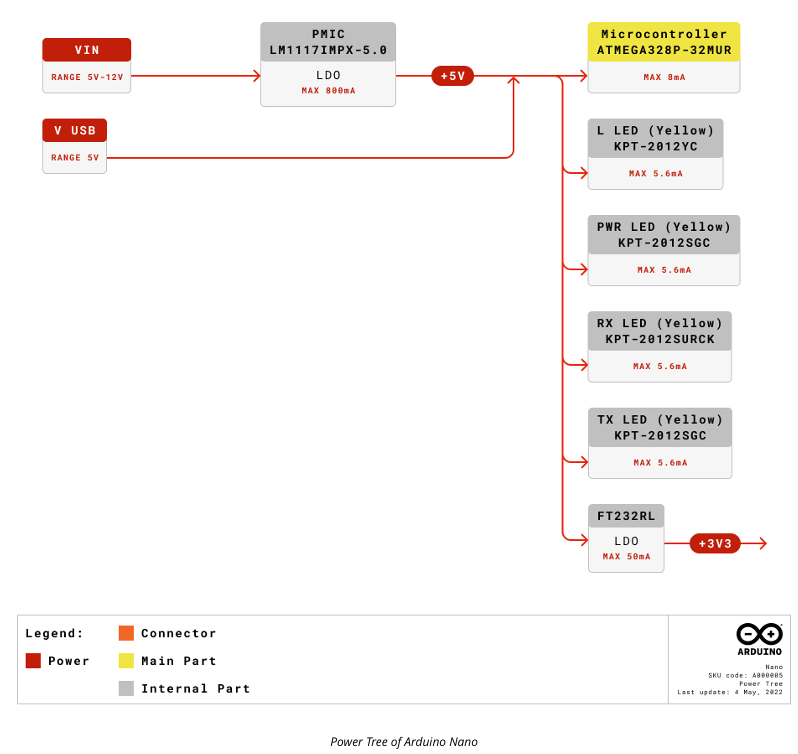 VIN
RANGE 5V-12V
V USB
RANGE 5V
PMIC
LM1117IMPX-5.0
LDO
MAX 800mA
+5V
Microcontroller
ATMEGA328P-32MUR
MAX 8mA
L LED (Yellow)
KPT-2012YC
MAX 5.6mA
PWR LED (Yellow)
KPT-2012SGC
MAX 5.6mA
RX LED (Yellow)
KPT-2012SURCK
MAX 5.6mA
TX LED (Yellow)
KPT-2012SGC
MAX 5.6mA
FT232RL
LDO
MAX 50mA
+3V3
Legend:
Power
Connector
Main Part
Internal Part
ARDUINO
Nano
SKU code: A000005
Power Tree
Last update: 4 May, 2022
Power Tree of Arduino Nano